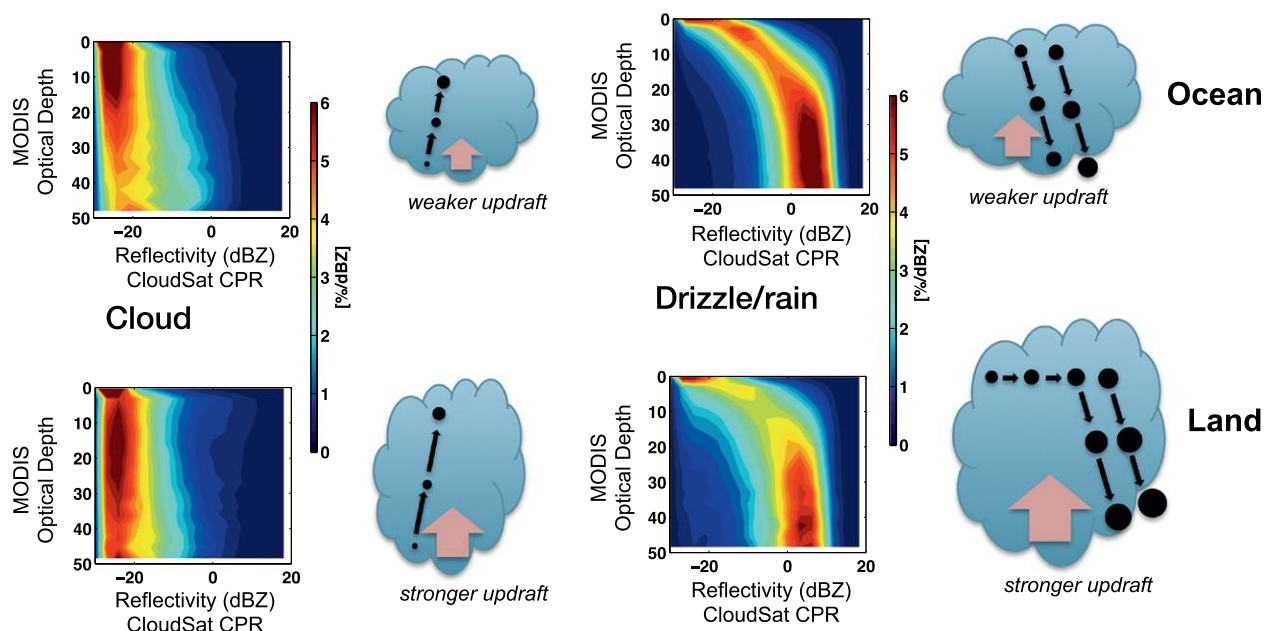 0
10
20
30
40
50
MODIS
Optical Depth
−20
0
20
Reflectivity (dBZ)
CloudSat CPR
6
5
4
3
2
1
0
[%/dBZ]
weaker updraft
0
10
20
30
40
50
MODIS
Optical Depth
−20
0
20
Reflectivity (dBZ)
CloudSat CPR
6
5
4
3
2
1
0
[%/dBZ]
weaker updraft
Ocean
Cloud
Drizzle/rain
0
10
20
30
40
50
MODIS
Optical Depth
−20
0
20
Reflectivity (dBZ)
CloudSat CPR
stronger updraft
0
10
20
30
40
50
MODIS
Optical Depth
−20
0
20
Reflectivity (dBZ)
CloudSat CPR
stronger updraft
Land